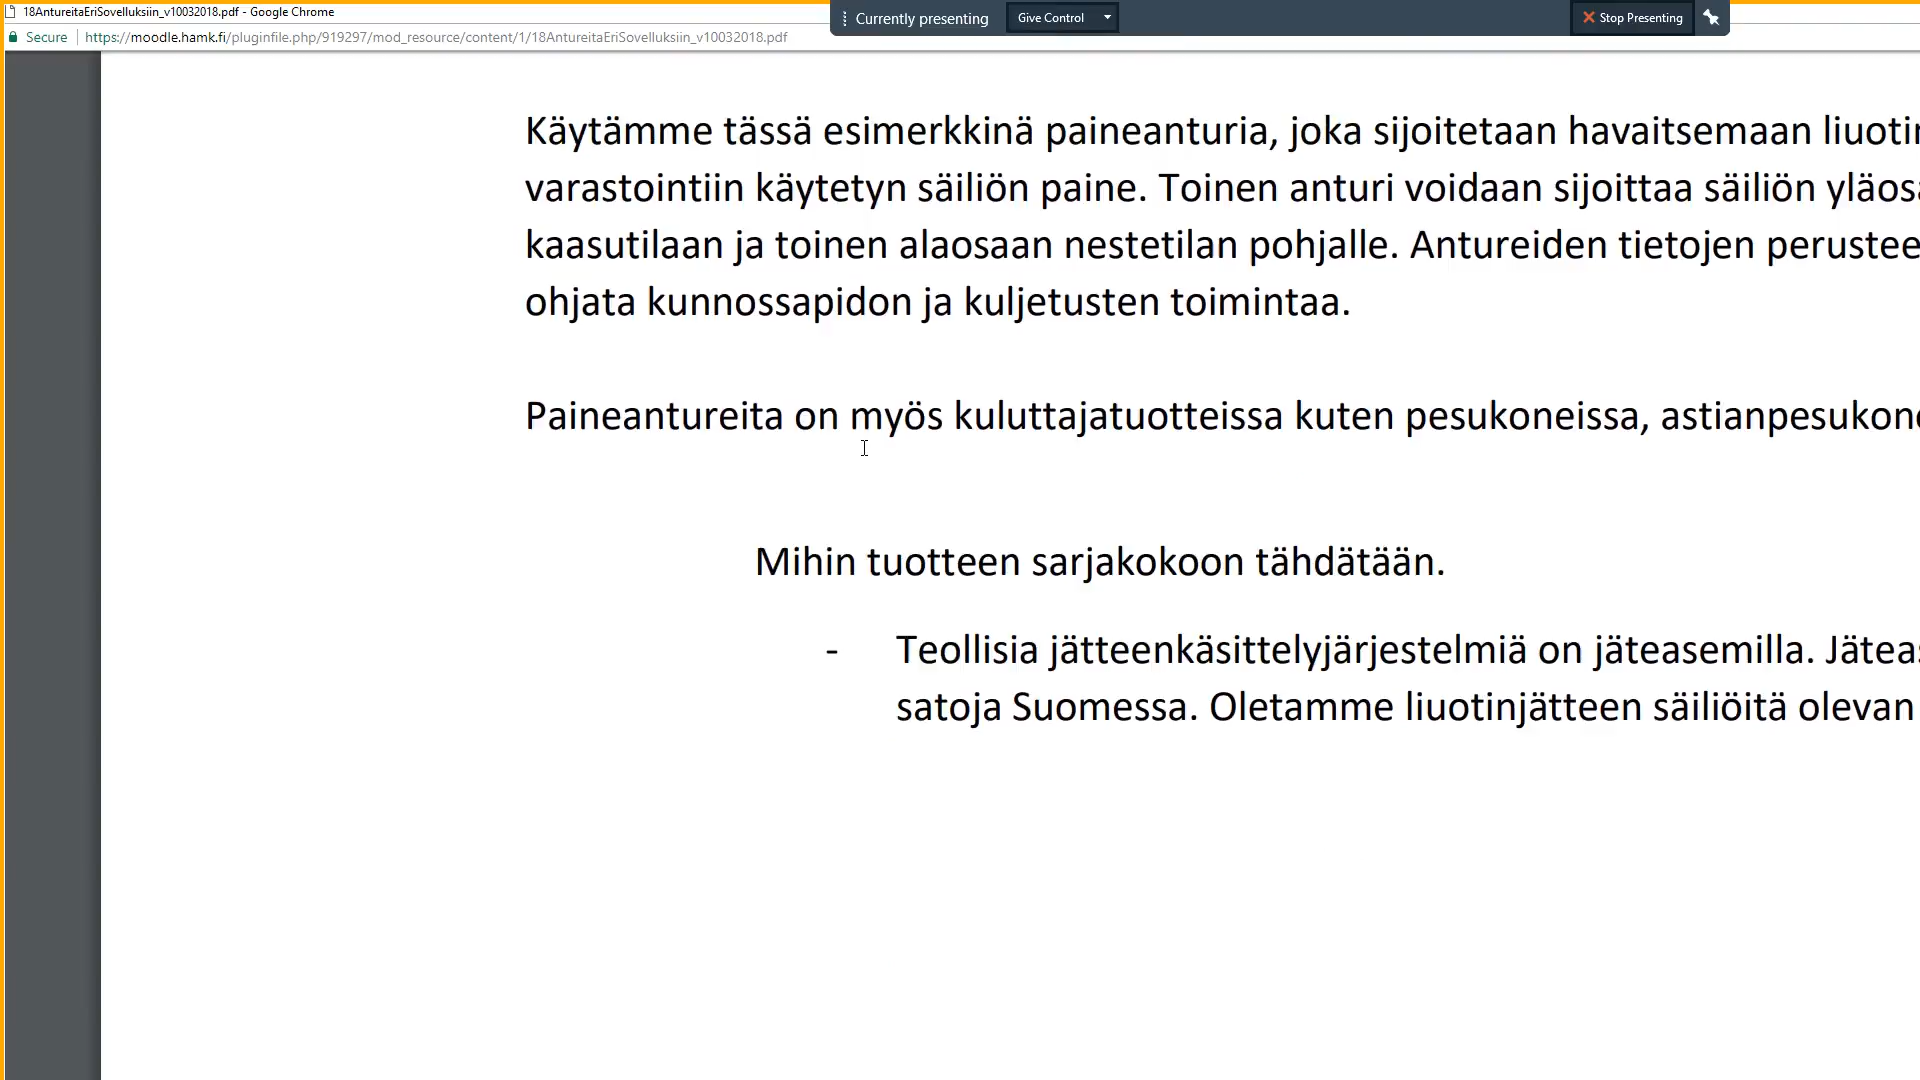 18AntureitaEriSovelluksiin_v10032018.pdf - Google Chrome
Currently presenting
Give Control
Stop Presenting
Secure
https://moodle.hamk.fi/pluginfile.php/919297/mod_resource/content/1/18AntureitaEriSovelluksiin_v10032018.pdf
Käytämme tässä esimerkkinä paineanturia, joka sijoitetaan havaitsemaan
varastointiin käytetyn säiliön paine. Toinen anturi voidaan sijoittaa säiliön
kaasutilaan ja toinen alaosaan nestetilan pohjalle. Antureiden tietojen
ohjata kunnossapidon ja kuljetusten toimintaa.
Paineantureita on myös kuluttajatuotteissa kuten pesukoneissa,
Mihin tuotteen sarjakokoon tähdätään.
- Teollisia jätteenkäsittelyjärjestelmiä on jäteasemilla.
satoja Suomessa. Oletamme liuotinjätteen säiliöitä olevan